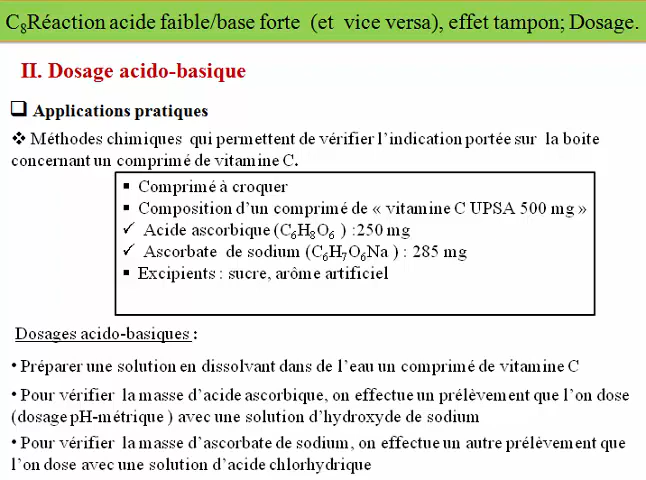 C₈Réaction acide faible/base forte (et vice versa), effet tampon; Dosage.
II. Dosage acido-basique
❑ Applications pratiques
❖ Méthodes chimiques qui permettent de vérifier l’indication portée sur la boite
concernant un comprimé de vitamine C.
▪ Comprimé à croquer
▪ Composition d’un comprimé de « vitamine C UPSA 500 mg »
✓ Acide ascorbique (C₆H₈O₆ ) :250 mg
✓ Ascorbate de sodium (C₆H₇O₆Na ) : 285 mg
▪ Excipients : sucre, arôme artificiel
Dosages acido-basiques :
• Préparer une solution en dissolvant dans de l’eau un comprimé de vitamine C
• Pour vérifier la masse d’acide ascorbique, on effectue un prélèvement que l’on dose
(dosage pH-métrique ) avec une solution d’hydroxyde de sodium
• Pour vérifier la masse d’ascorbate de sodium, on effectue un autre prélèvement que
l’on dose avec une solution d’acide chlorhydrique